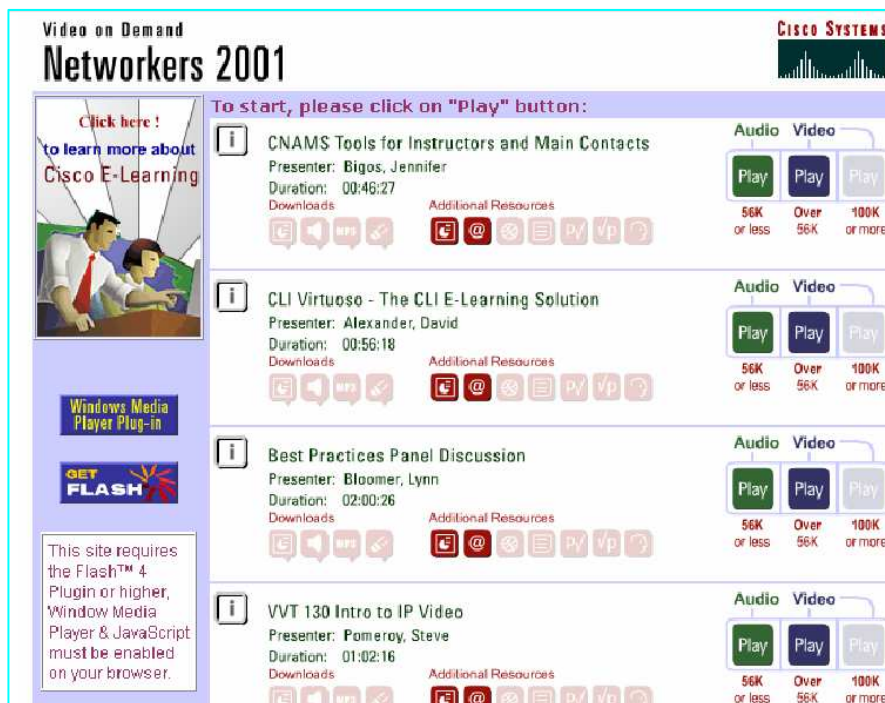 Video on Demand
Networkers 2001
CISCO SYSTEMS
Click here !
to learn more about
Cisco E-Learning
Windows Media
Player Plug-in
GET
FLASH
This site requires
the Flash™ 4
Plugin or higher,
Window Media
Player & JavaScript
must be enabled
on your browser.
To start, please click on "Play" button:
i
CNAMS Tools for Instructors and Main Contacts
Presenter: Bigos, Jennifer
Duration: 00:46:27
Downloads Additional Resources
MP3 @ P/ √p
Audio Video
Play Play Play
56K Over 100K
or less 56K or more
i
CLI Virtuoso - The CLI E-Learning Solution
Presenter: Alexander, David
Duration: 00:56:18
Downloads Additional Resources
MP3 @ P/ √p
Audio Video
Play Play Play
56K Over 100K
or less 56K or more
i
Best Practices Panel Discussion
Presenter: Bloomer, Lynn
Duration: 02:00:26
Downloads Additional Resources
MP3 @ P/ √p
Audio Video
Play Play Play
56K Over 100K
or less 56K or more
i
VVT 130 Intro to IP Video
Presenter: Pomeroy, Steve
Duration: 01:02:16
Downloads Additional Resources
MP3 @ P/ √p
Audio Video
Play Play Play
56K Over 100K
or less 56K or more